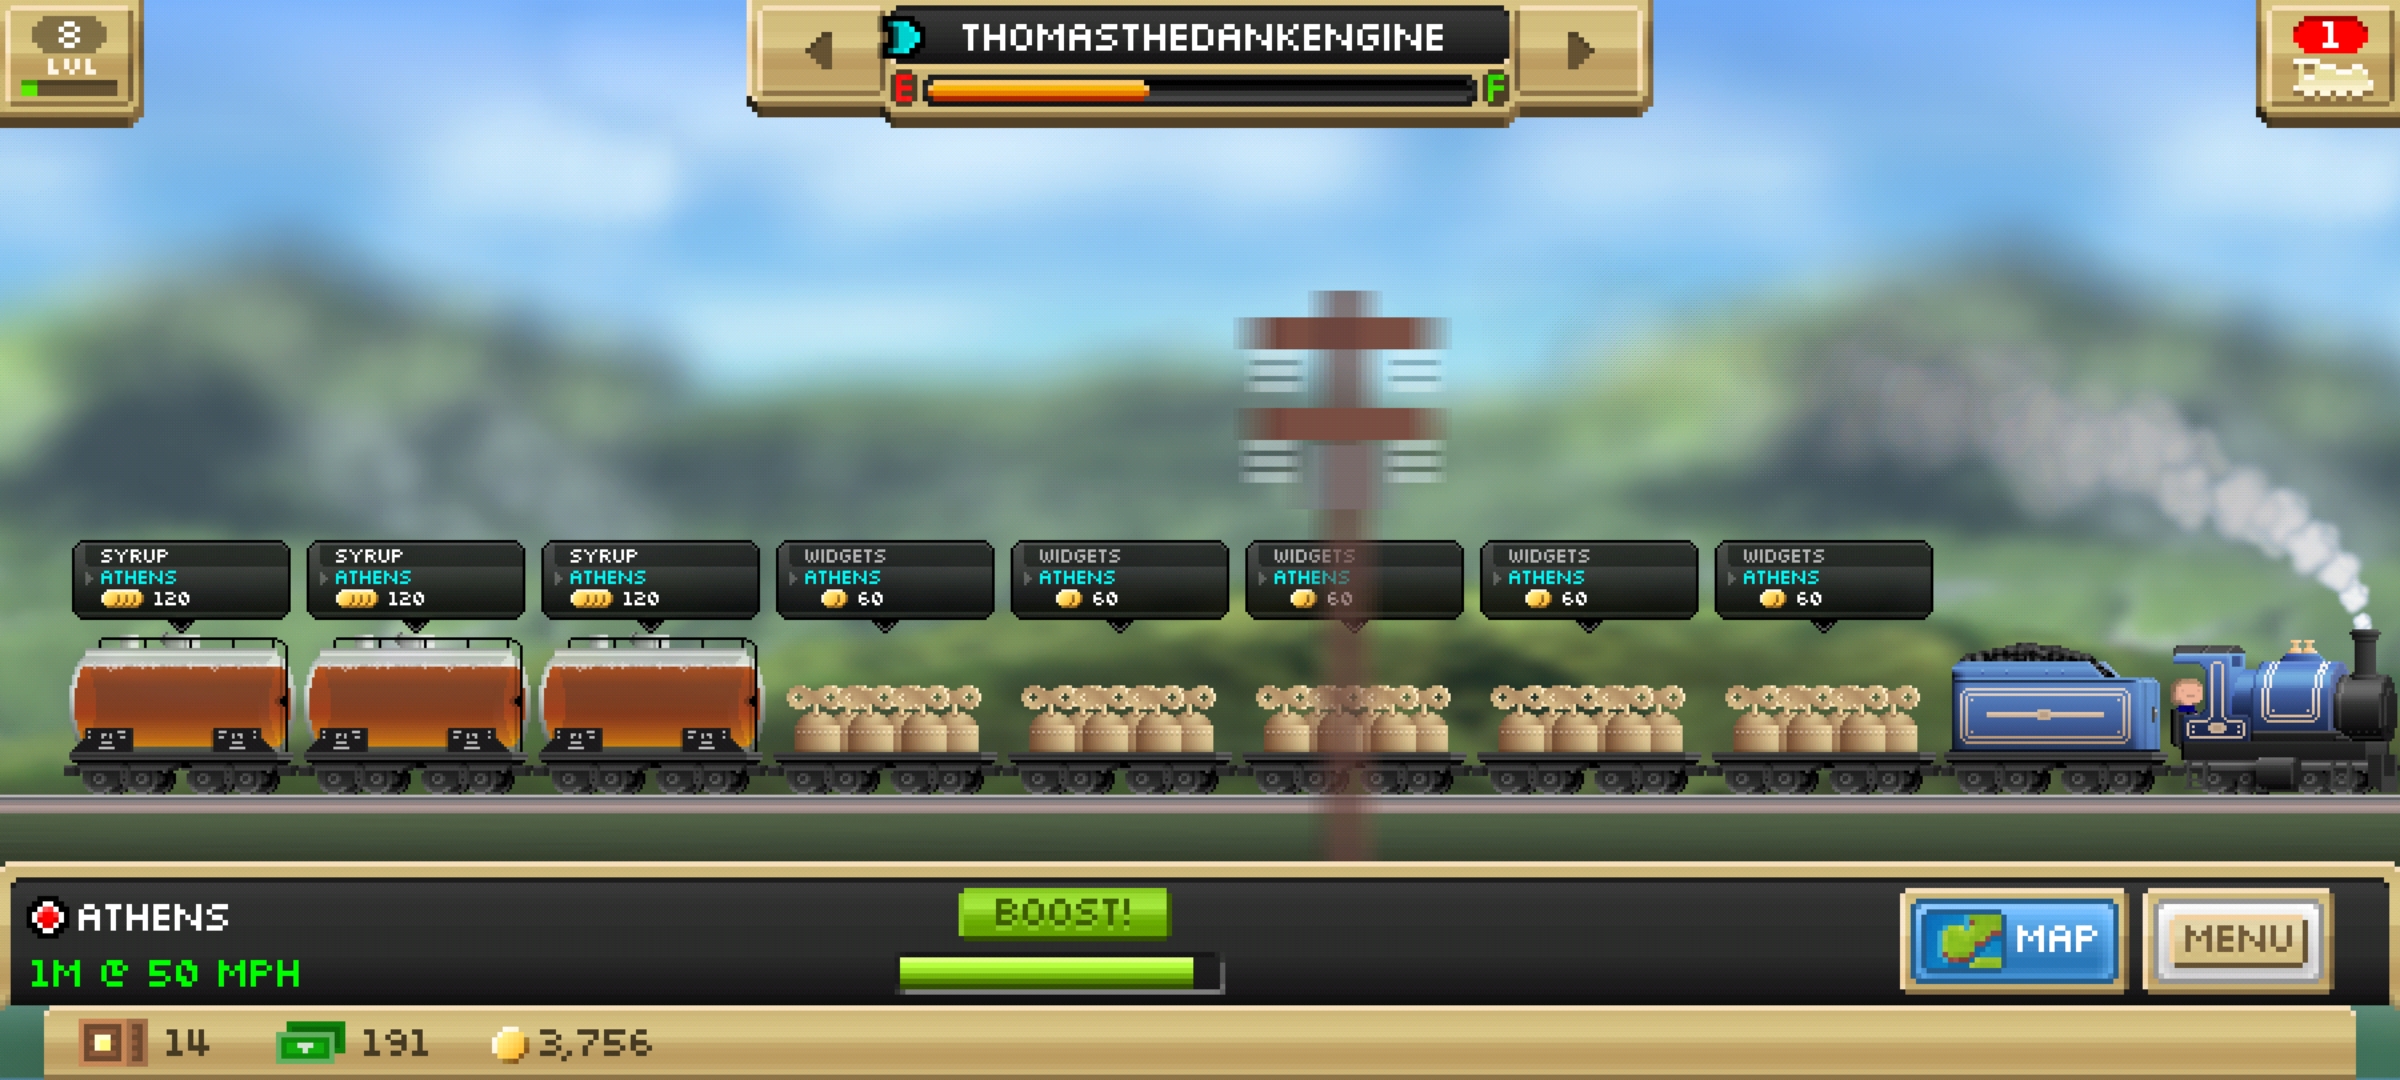 8
LVL
THOMASTHEDANKENGINE
E F
1
SYRUP
ATHENS
120
SYRUP
ATHENS
120
SYRUP
ATHENS
120
WIDGETS
ATHENS
60
WIDGETS
ATHENS
60
WIDGETS
ATHENS
60
WIDGETS
ATHENS
60
WIDGETS
ATHENS
60
ATHENS
1M @ 50 MPH
BOOST!
MAP
MENU
14 191 3,756